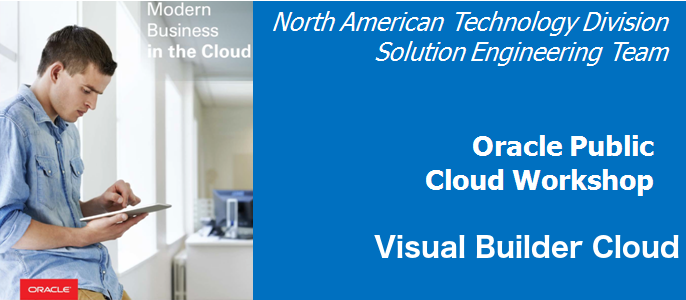 Modern
Business
in the Cloud
ORACLE
North American Technology Division
Solution Engineering Team
Oracle Public
Cloud Workshop
Visual Builder Cloud